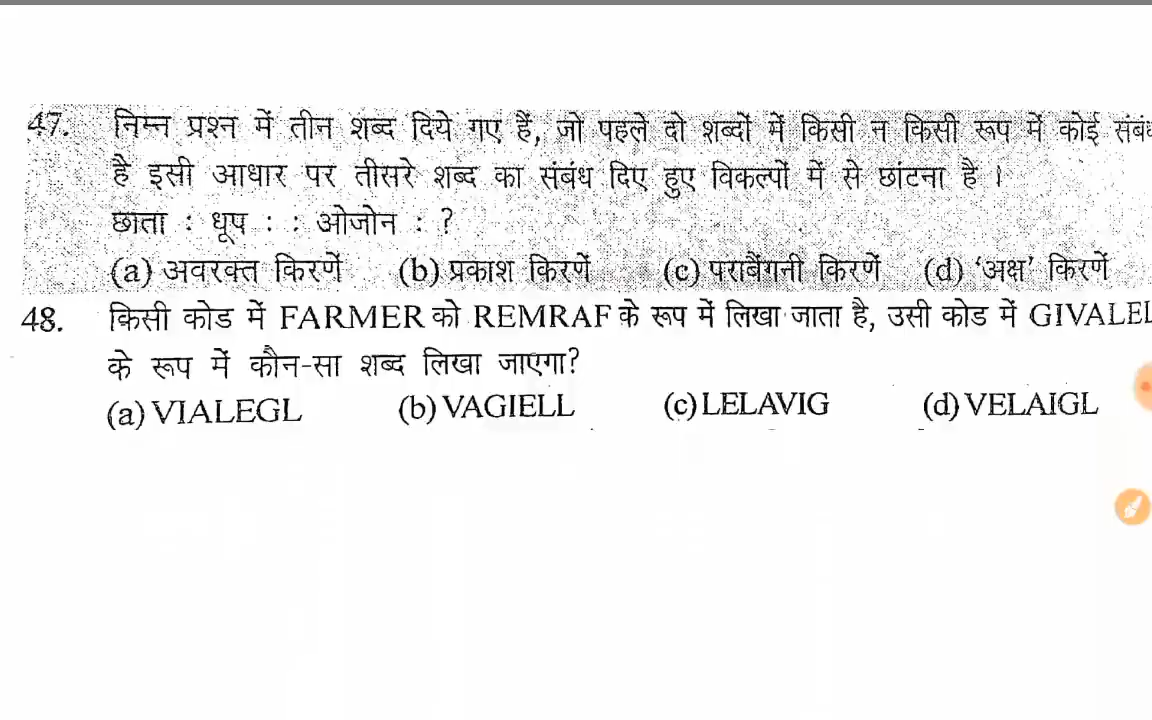 47. निम्न प्रश्न में तीन शब्द दिये गए हैं, जो पहले दो शब्दों में किसी न किसी रूप में कोई
है इसी आधार पर तीसरे शब्द का संबंध दिए हुए विकल्पों में से छांटना है ।
छाता : धूप : : ओजोन : ?
(a) अवरक्त किरणें (b) प्रकाश किरणें (c) पराबैंगनी किरणें (d) ‘अक्ष’ किरणें
48. किसी कोड में FARMER को REMRAF के रूप में लिखा जाता है, उसी कोड में
के रूप में कौन-सा शब्द लिखा जाएगा?
(a) VIALEGL (b) VAGIELL (c) LELAVIG (d) VELAIGL